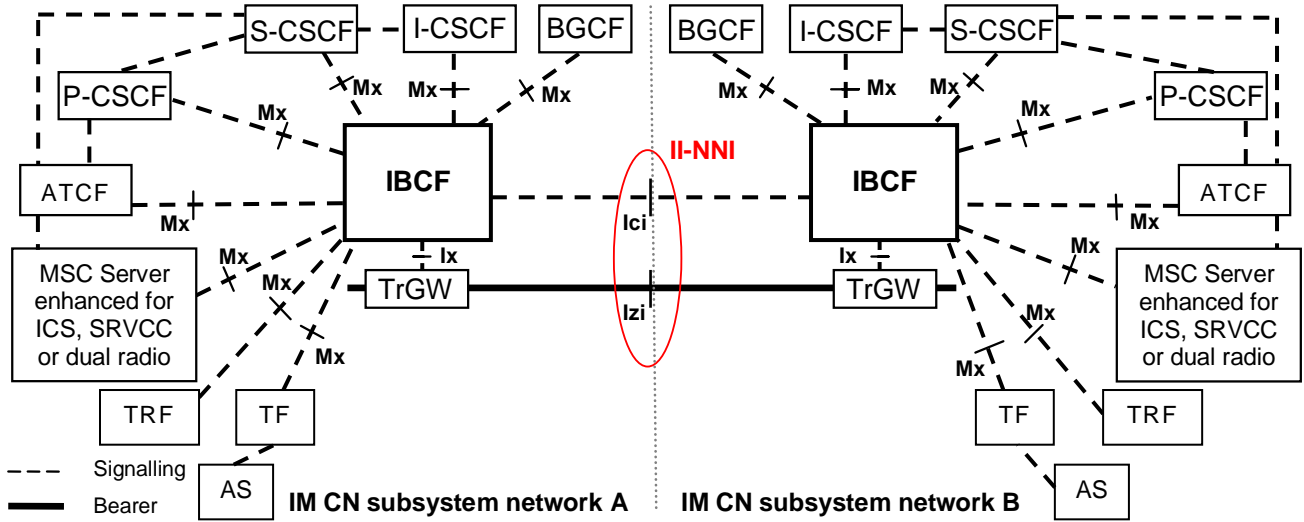 S-CSCF
I-CSCF
BGCF
BGCF
I-CSCF
S-CSCF
P-CSCF
Mx
Mx
Mx
Mx
Mx
Mx
P-CSCF
Mx
Mx
II-NNI
IBCF
IBCF
ATCF
Mx
Ici
Mx
ATCF
MSC Server
enhanced for
ICS, SRVCC
or dual radio
Mx
Mx
Mx
Ix
TrGW
Izi
Ix
TrGW
Mx
Mx
Mx
MSC Server
enhanced for
ICS, SRVCC
or dual radio
TRF
TF
TF
TRF
Signalling
AS
AS
Bearer
IM CN subsystem network A
IM CN subsystem network B